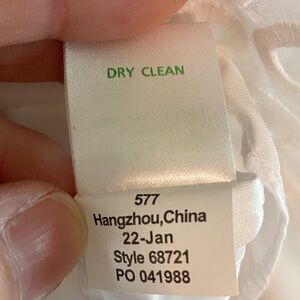 DRY CLEAN
577
Hangzhou,China
22-Jan
Style 68721
PO 041988